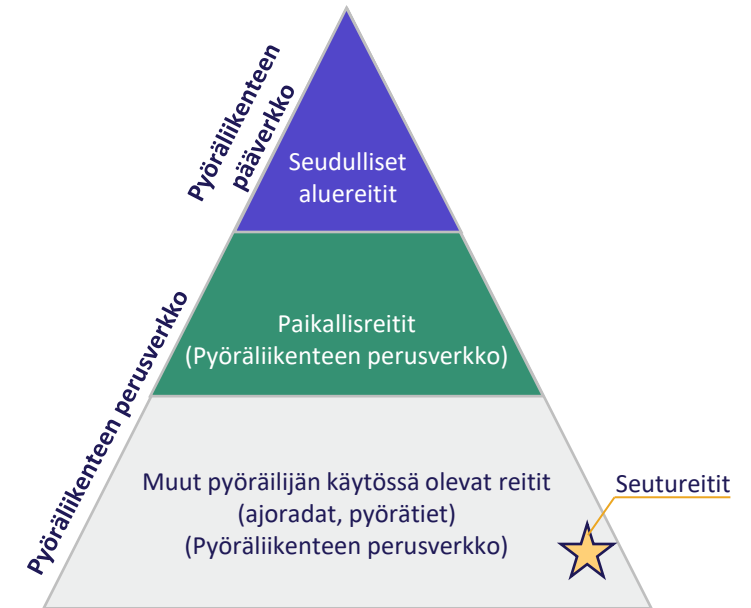 Pyöräliikenteen
pääverkko
Seudulliset
aluereitit
Pyöräliikenteen perusverkko
Paikallisreitit
(Pyöräliikenteen perusverkko)
Muut pyöräilijän käytössä olevat reitit
(ajoradat, pyörätiet)
(Pyöräliikenteen perusverkko)
Seutureitit